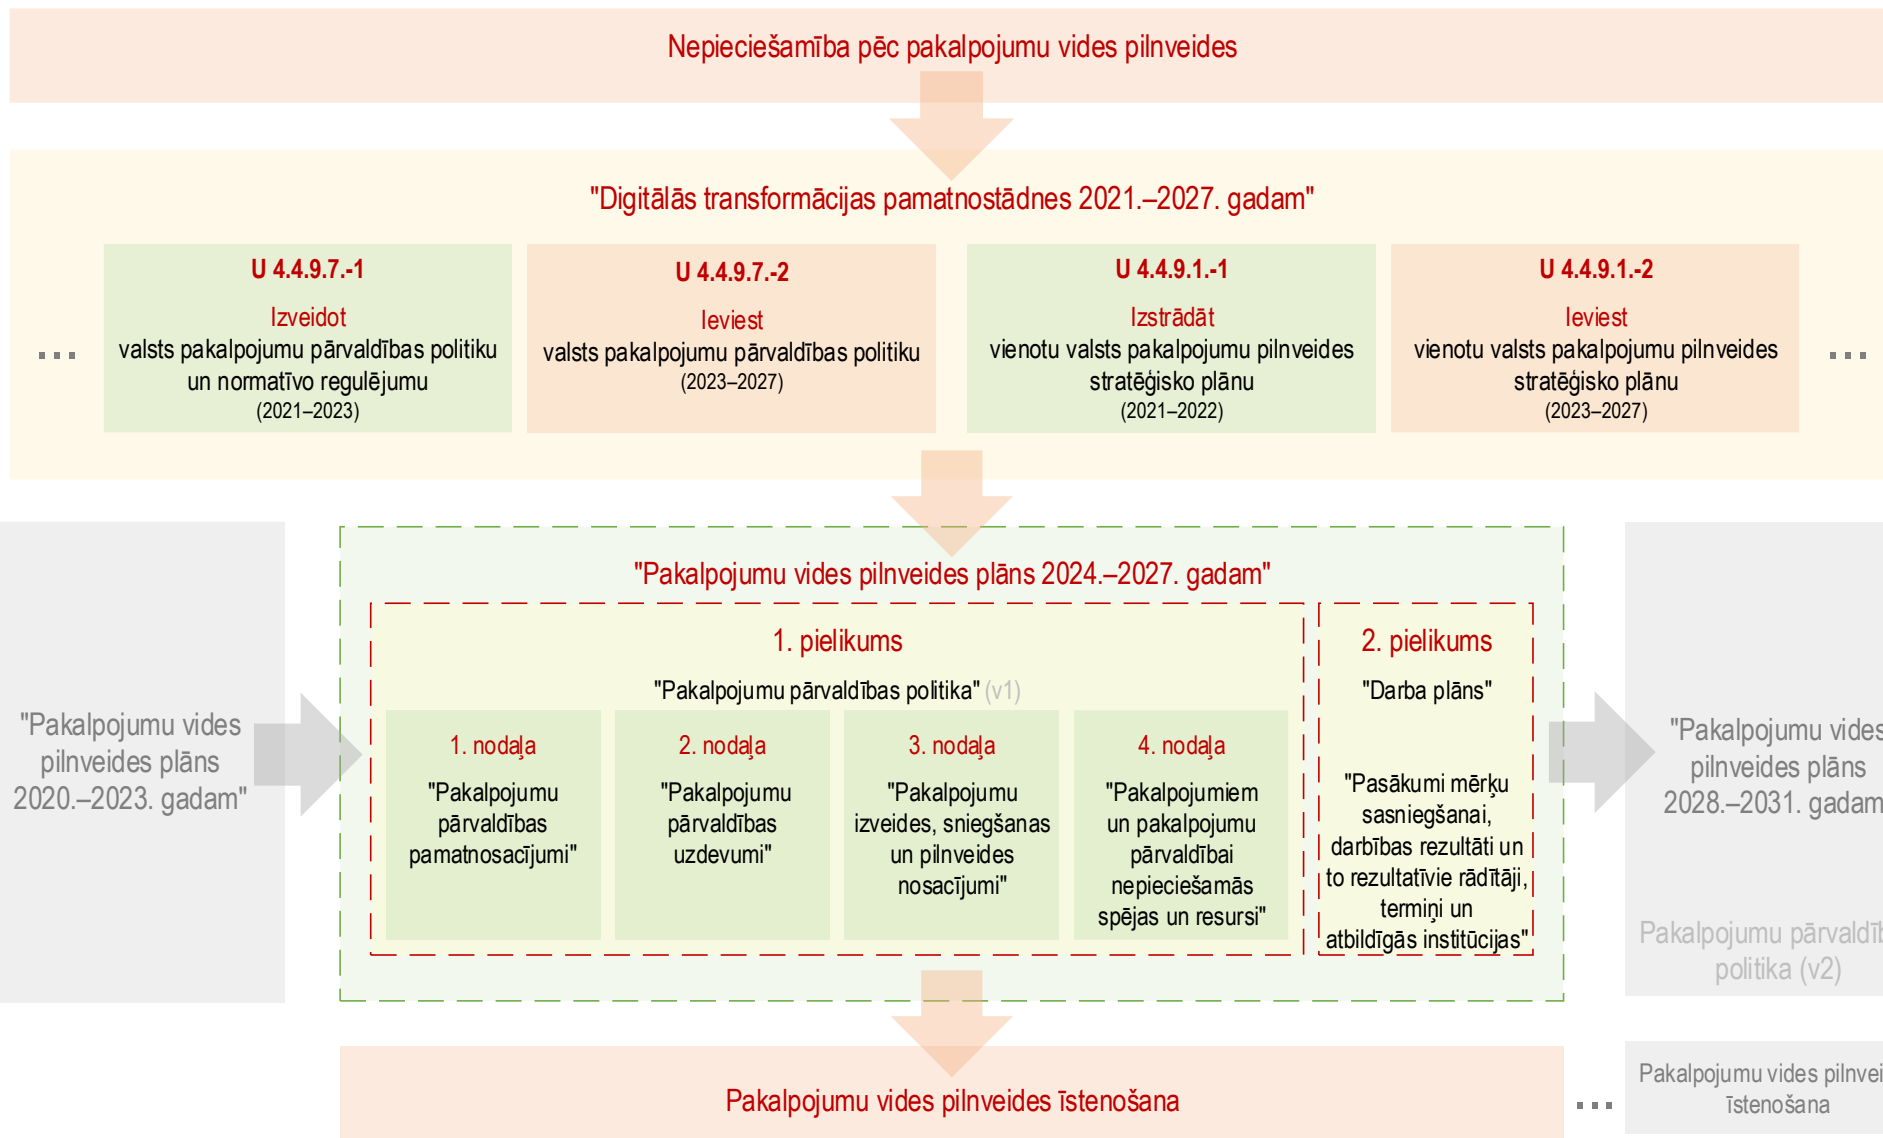 Nepieciešamība pēc pakalpojumu vides pilnveides
"Digitālās transformācijas pamatnostādnes 2021.–2027. gadam"
...
U 4.4.9.7.-1
Izveidot
valsts pakalpojumu pārvaldības politiku
un normatīvo regulējumu
(2021–2023)
U 4.4.9.7.-2
Ieviest
valsts pakalpojumu pārvaldības politiku
(2023–2027)
U 4.4.9.1.-1
Izstrādāt
vienotu valsts pakalpojumu pilnveides
stratēģisko plānu
(2021–2022)
U 4.4.9.1.-2
Ieviest
vienotu valsts pakalpojumu pilnveides
stratēģisko plānu
(2023–2027)
...
"Pakalpojumu vides
pilnveides plāns
2020.–2023. gadam"
"Pakalpojumu vides pilnveides plāns 2024.–2027. gadam"
1. pielikums
"Pakalpojumu pārvaldības politika" (v1)
1. nodaļa
"Pakalpojumu
pārvaldības
pamatnosacījumi"
2. nodaļa
"Pakalpojumu
pārvaldības
uzdevumi"
3. nodaļa
"Pakalpojumu
izveides, sniegšanas
un pilnveides
nosacījumi"
4. nodaļa
"Pakalpojumiem
un pakalpojumu
pārvaldībai
nepieciešamās
spējas un resursi"
2. pielikums
"Darba plāns"
"Pasākumi mērķu
sasniegšanai,
darbības rezultāti un
to rezultatīvie rādītāji,
termiņi un
atbildīgās institūcijas"
"Pakalpojumu vides
pilnveides plāns
2028.–2031. gadam
Pakalpojumu pārvaldīb
politika (v2)
Pakalpojumu vides pilnveides īstenošana
...
Pakalpojumu vides pilnvei
īstenošana